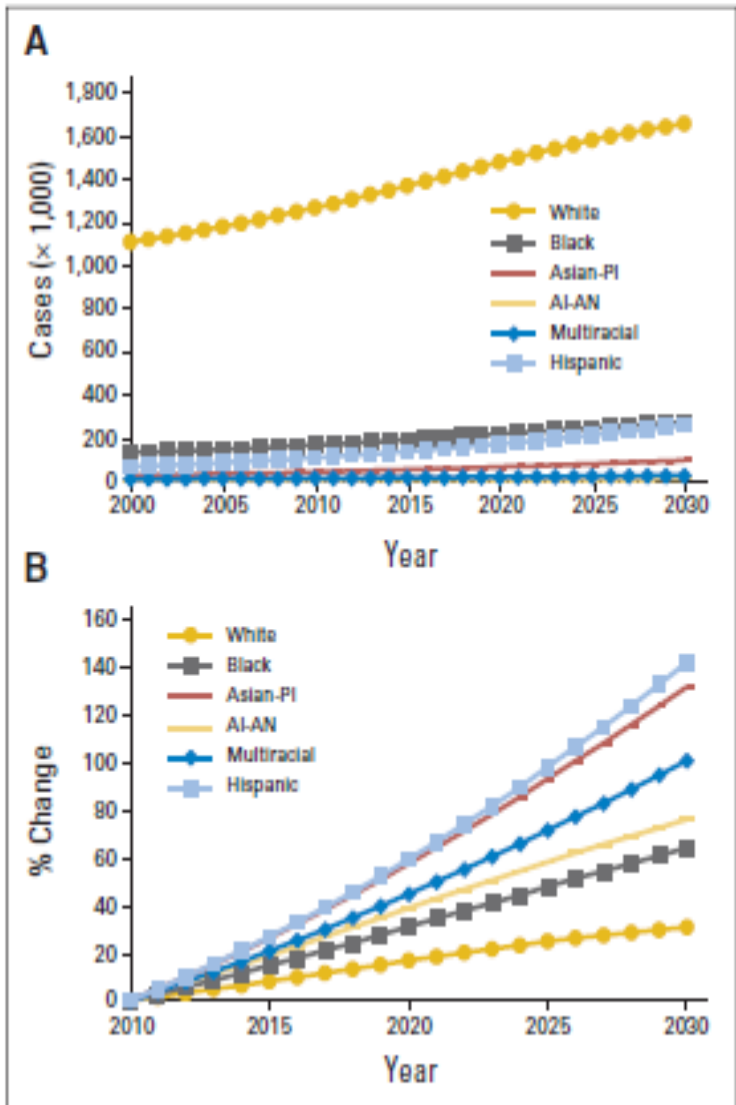 A
1,800
1,600
1,400
1,200
1,000
800
600
400
200
0
Cases (× 1,000)
White
Black
Asian-PI
AI-AN
Multiracial
Hispanic
2000 2005 2010 2015 2020 2025 2030
Year
B
160
140
120
100
80
60
40
20
0
% Change
White
Black
Asian-PI
AI-AN
Multiracial
Hispanic
2010 2015 2020 2025 2030
Year